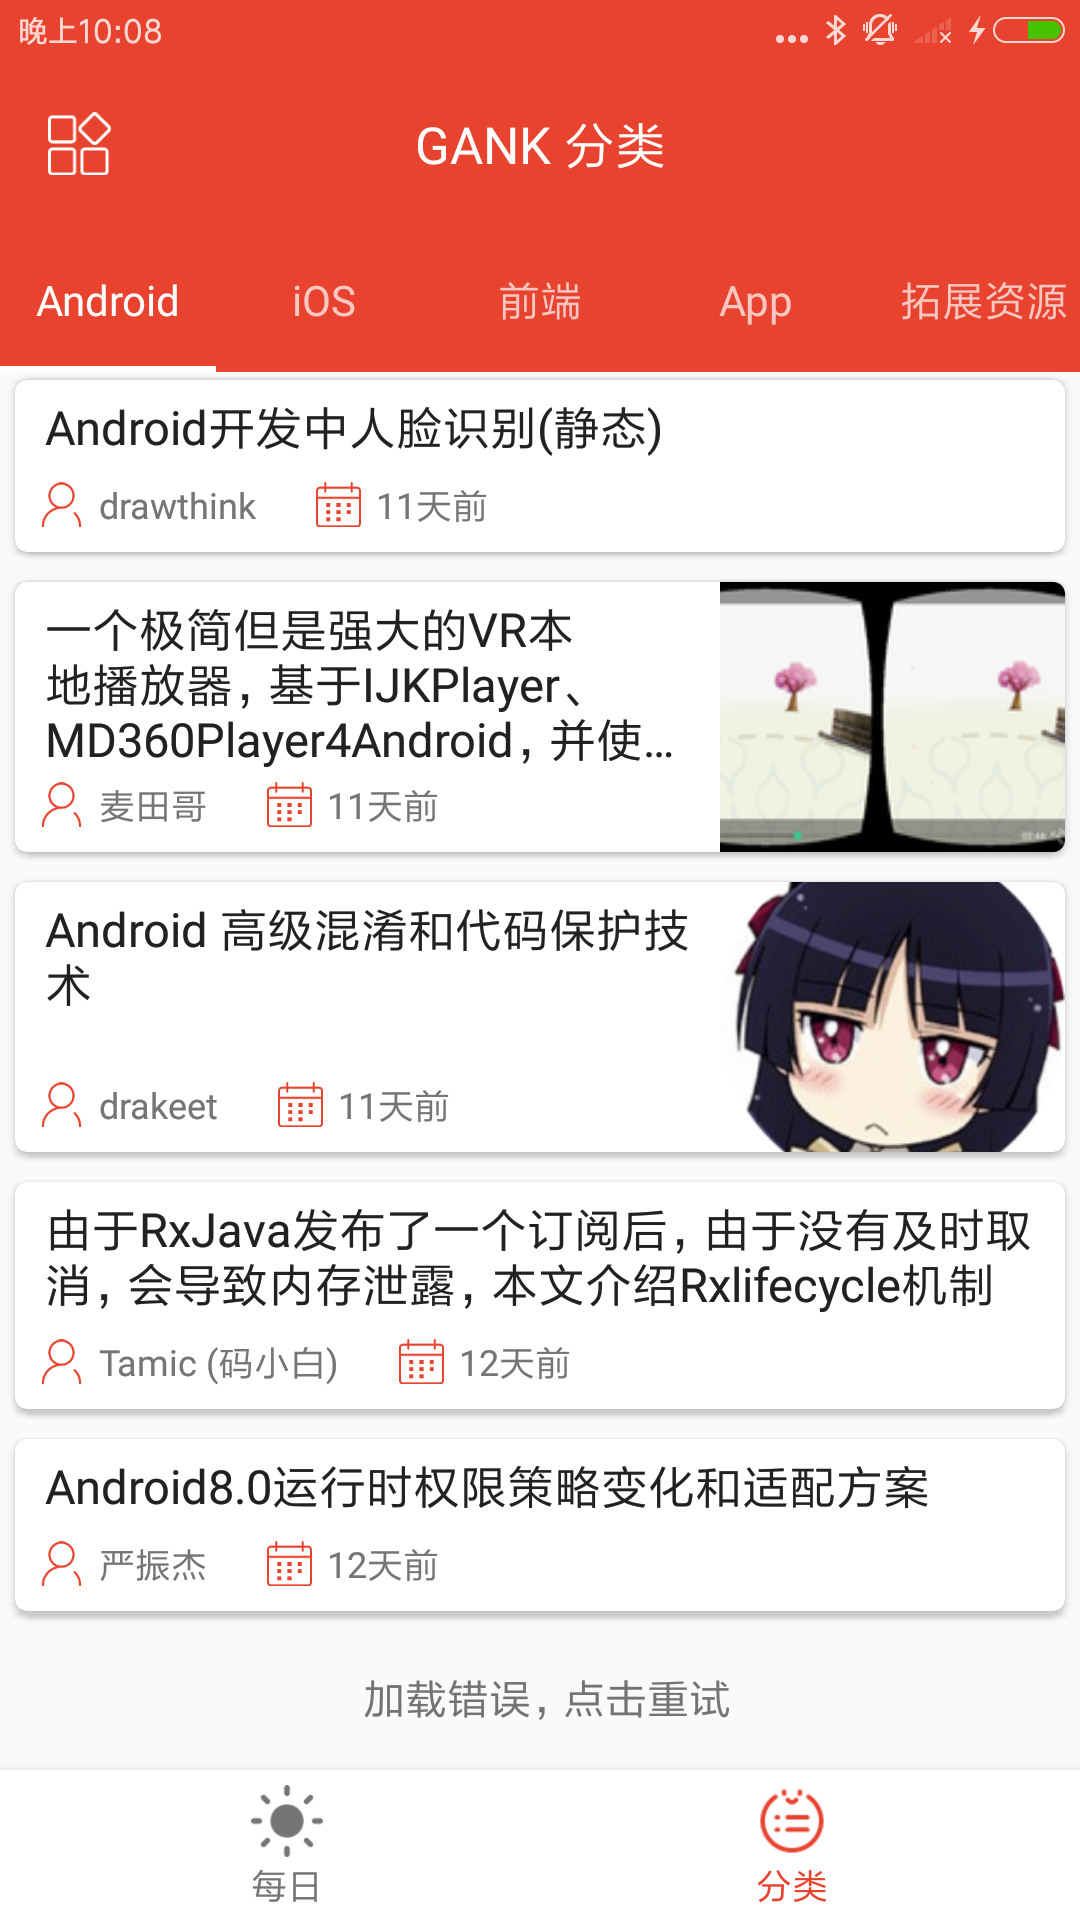 晚上10:08
GANK 分类
Android iOS 前端 App 拓展资源
Android开发中人脸识别(静态)
drawthink 11天前
一个极简但是强大的VR本
地播放器，基于IJKPlayer、
MD360Player4Android，并使...
麦田哥 11天前
Android 高级混淆和代码保护技
术
drakeet 11天前
由于RxJava发布了一个订阅后，由于没有及时取
消，会导致内存泄露，本文介绍Rxlifecycle机制
Tamic (码小白) 12天前
Android8.0运行时权限策略变化和适配方案
严振杰 12天前
加载错误，点击重试
每日 分类